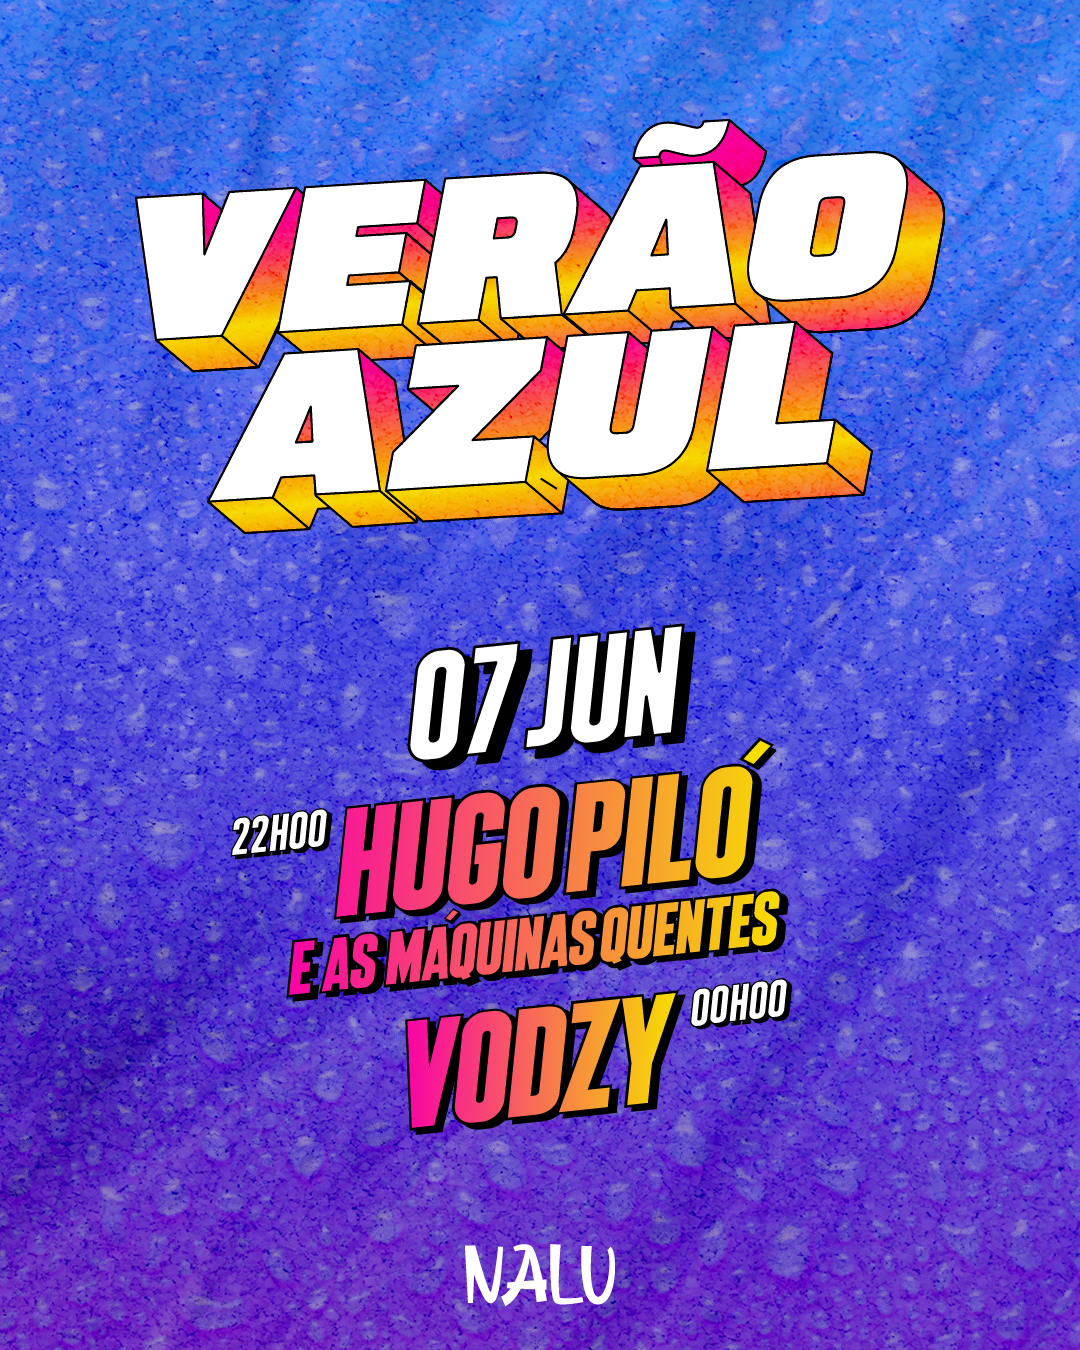 VERÃO
AZUL
07 JUN
22H00 HUGO PILÓ
E AS MÁQUINAS QUENTES
VODZY 00H00
NALU